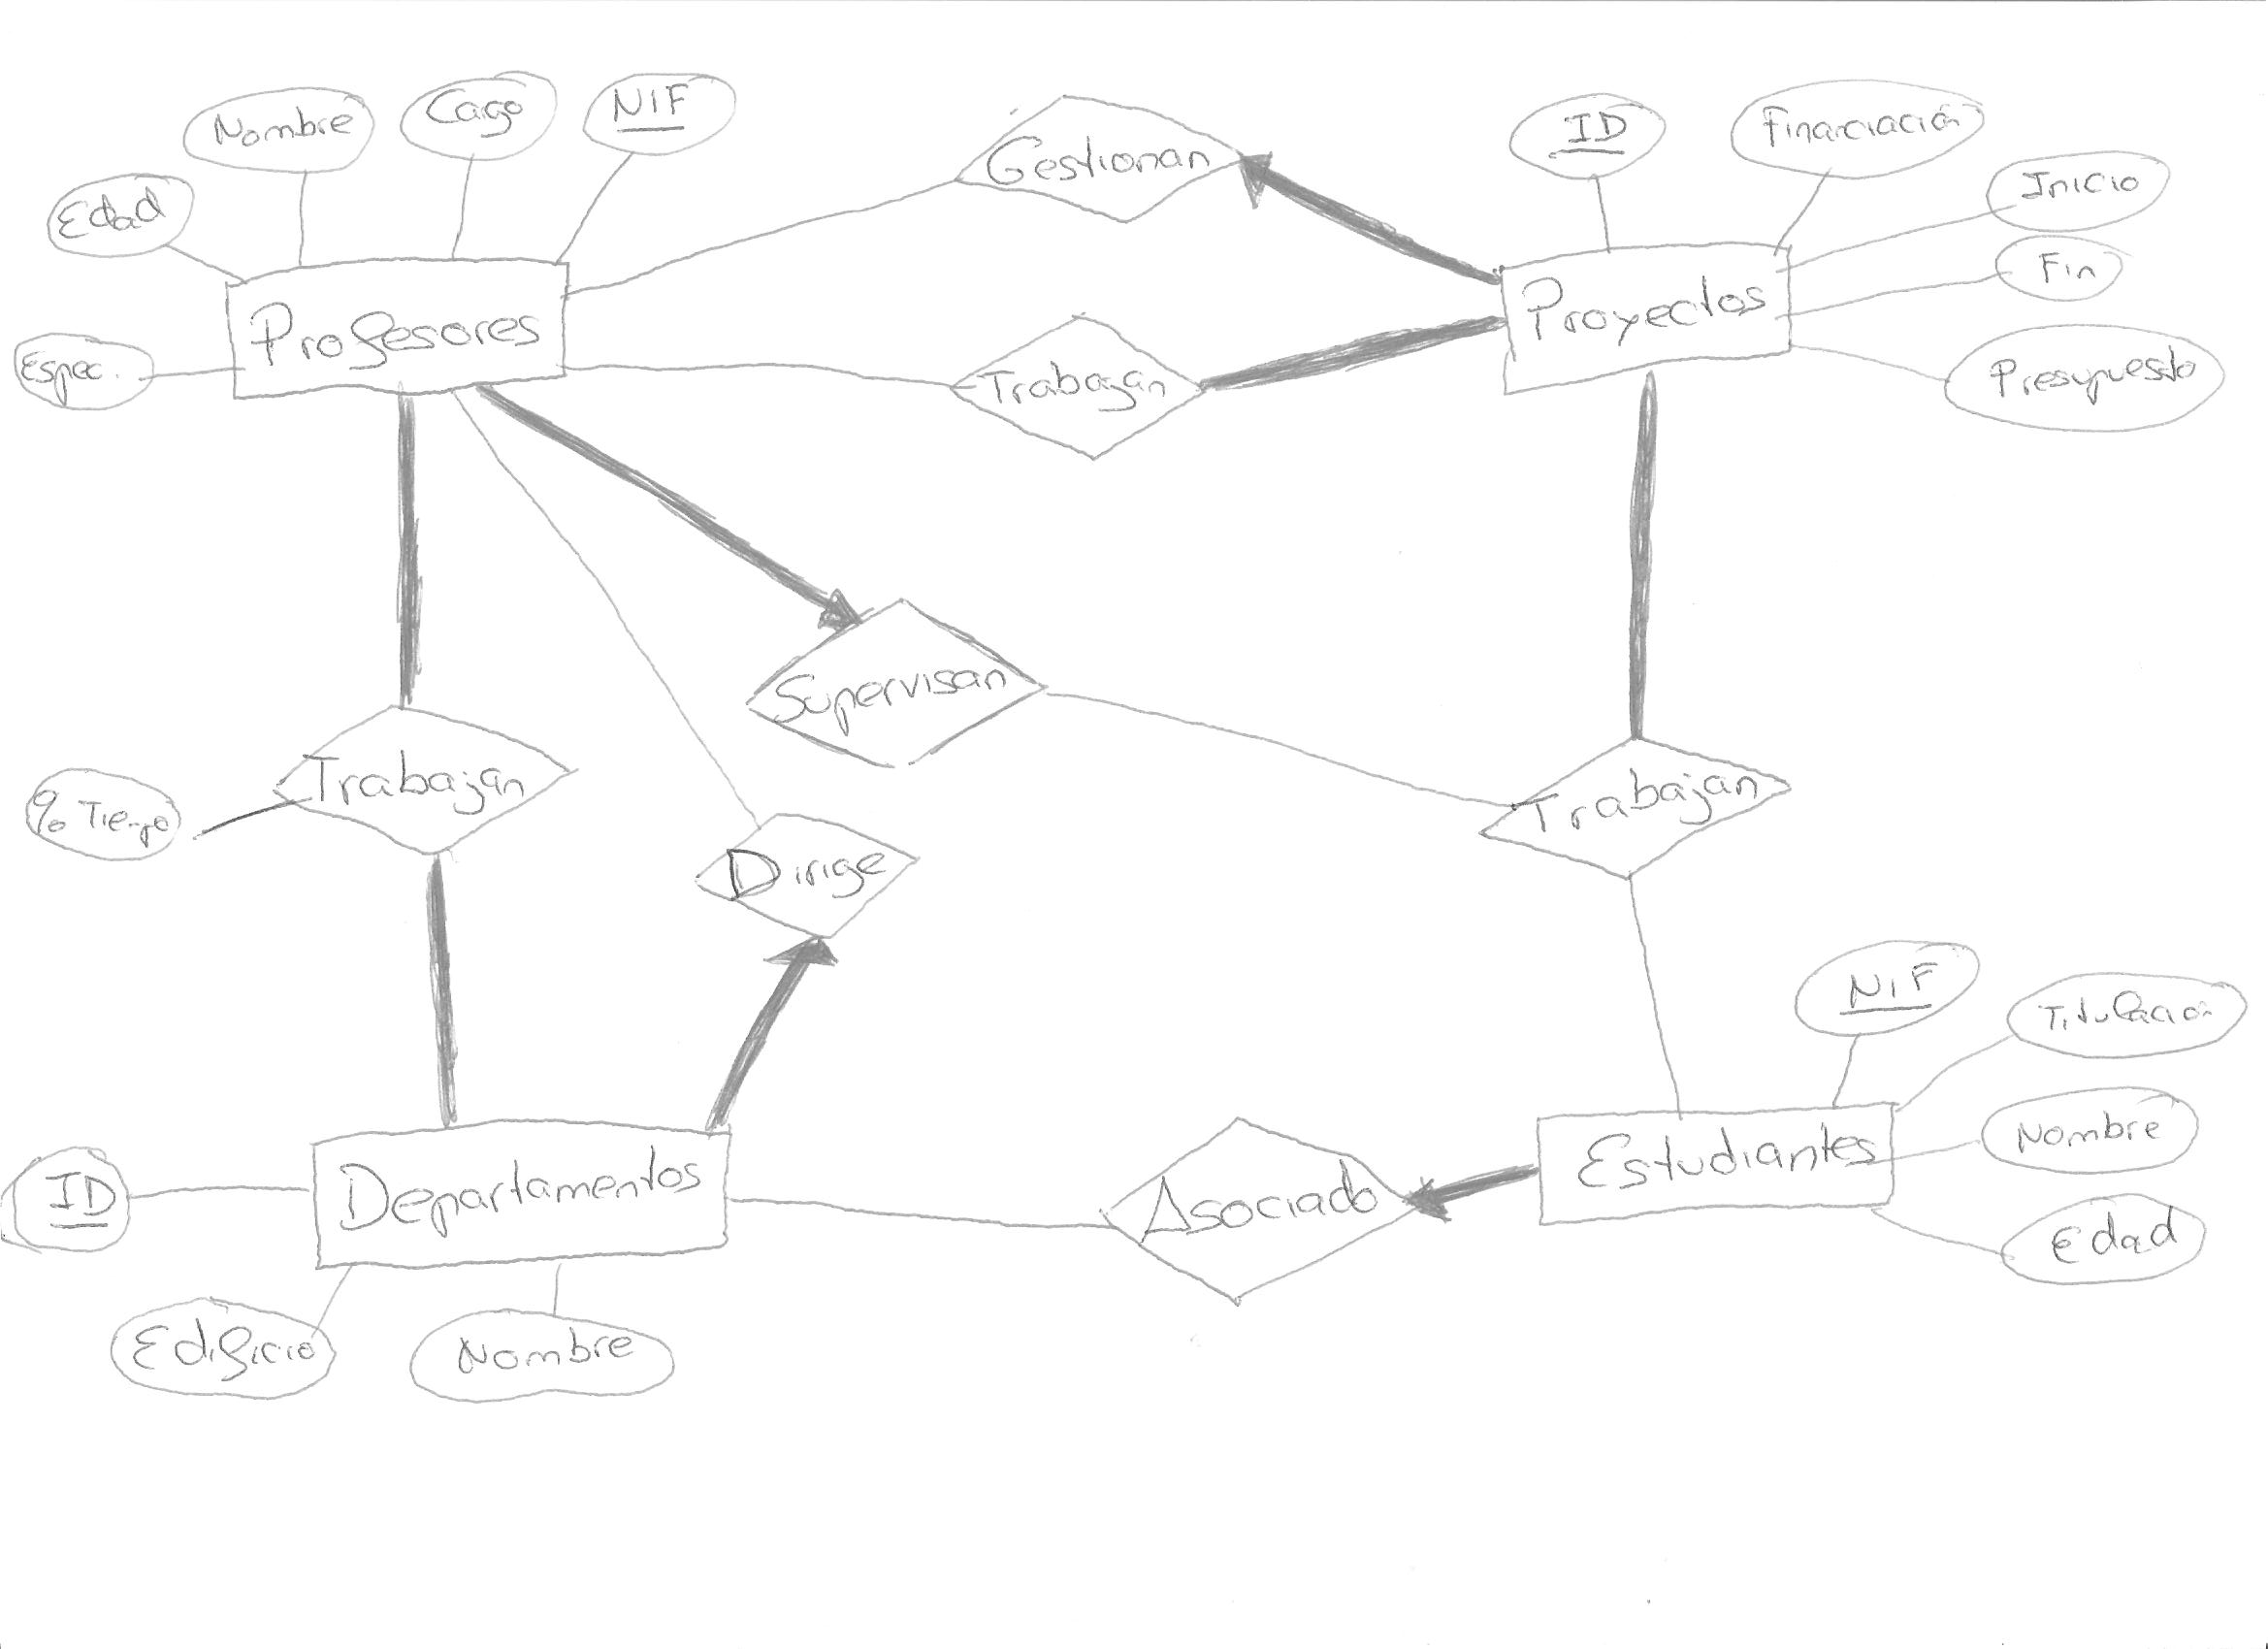 Nombre
Cago
NIF
Edad
Espec.
Profesores
Gestionan
ID
Financiación
Inicio
Fin
Presupuesto
Proyectos
Trabajan
Supervisan
Trabajan
% Tiempo
Dirige
Trabajan
NIF
Titulación
Nombre
Edad
Estudiantes
Asociado
Departamentos
ID
Edificio
Nombre